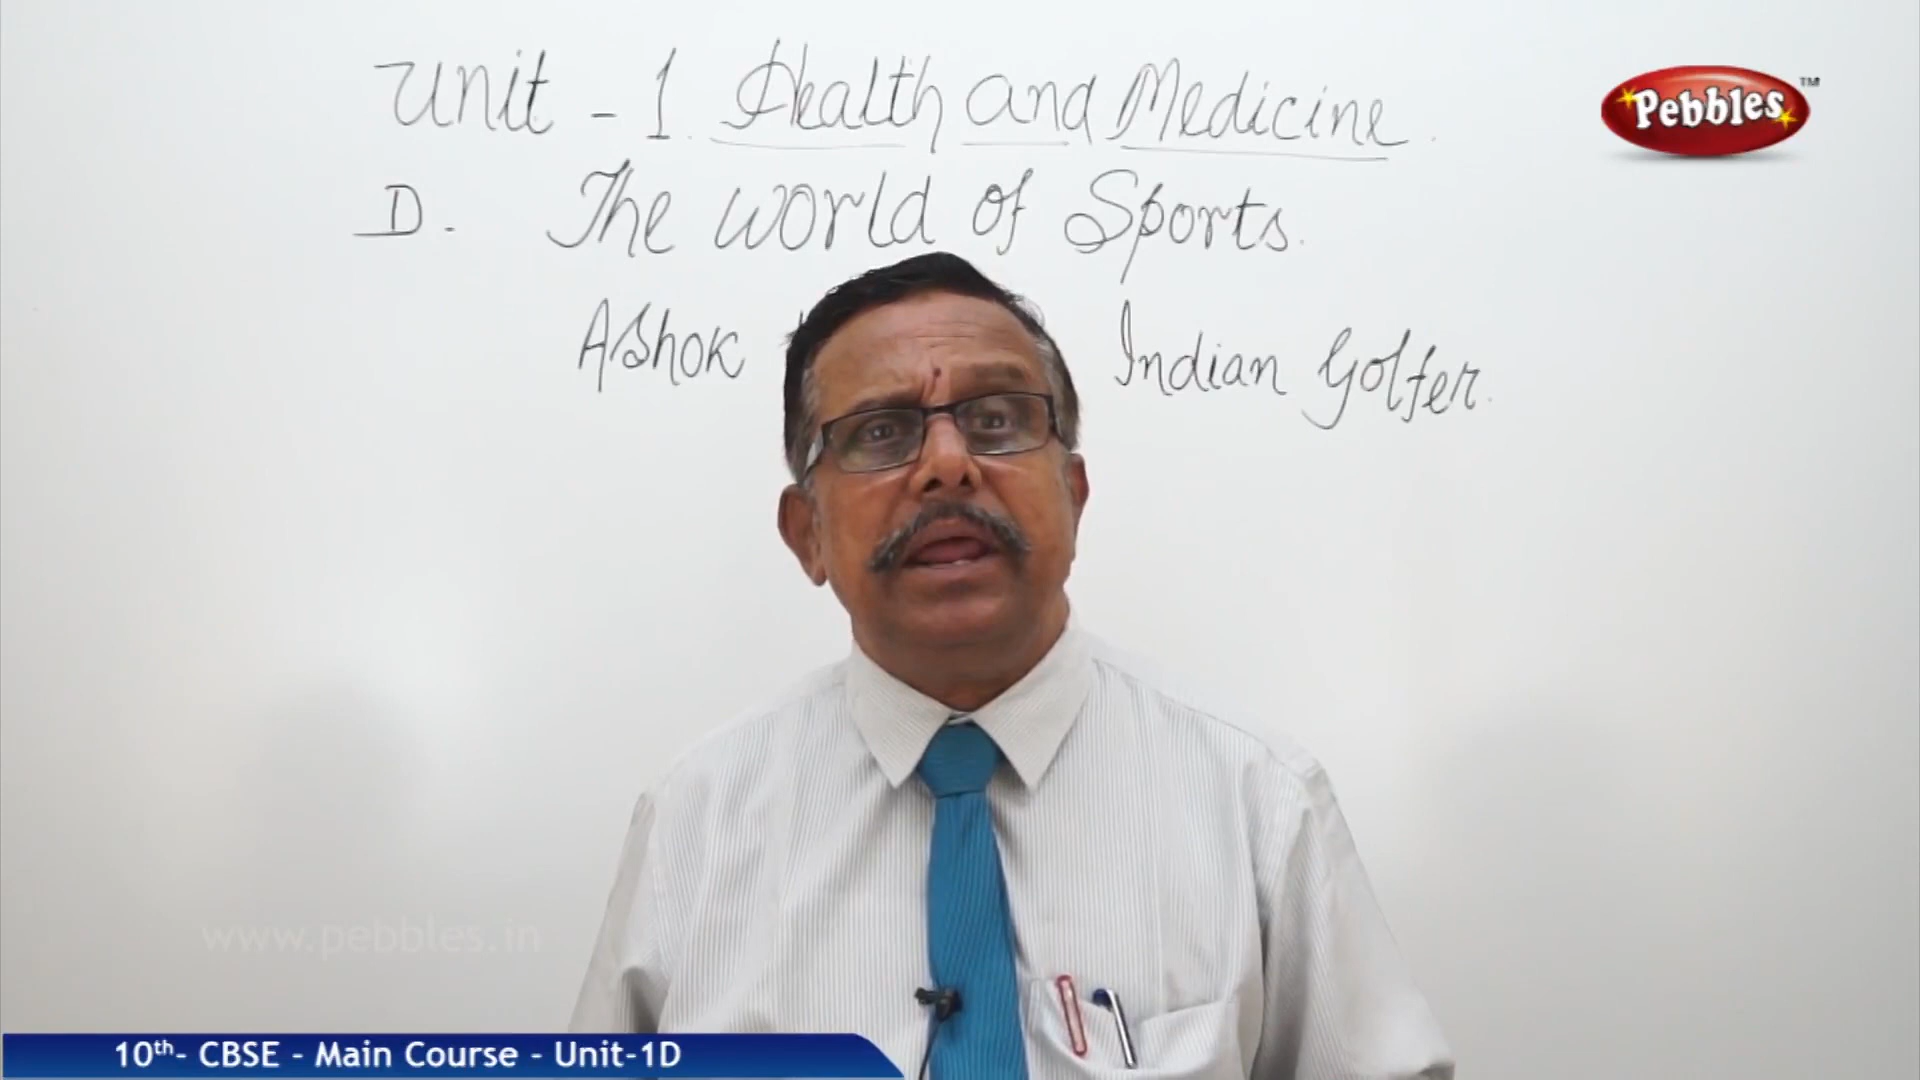 Unit - 1. Health and Medicine.
Pebbles™
D. The World of Sports.
Ashok Indian Golfer.
www.pebbles.in
10th- CBSE - Main Course - Unit-1D